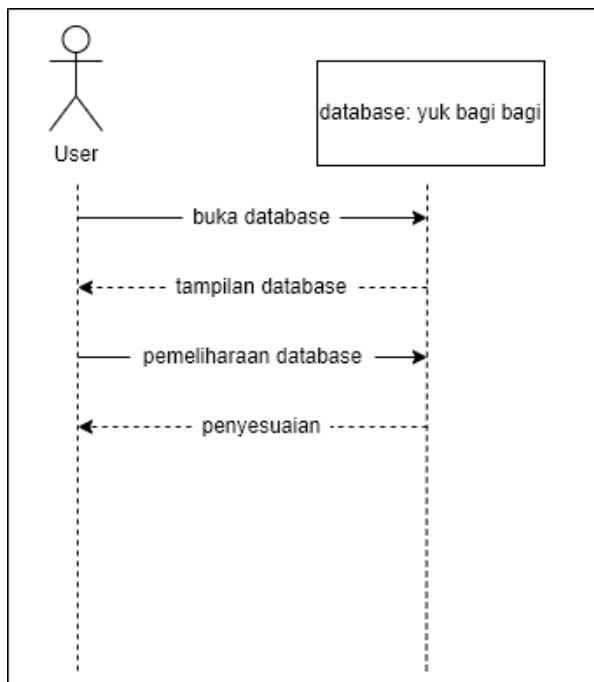 User
database: yuk bagi bagi
buka database
tampilan database
pemeliharaan database
penyesuaian